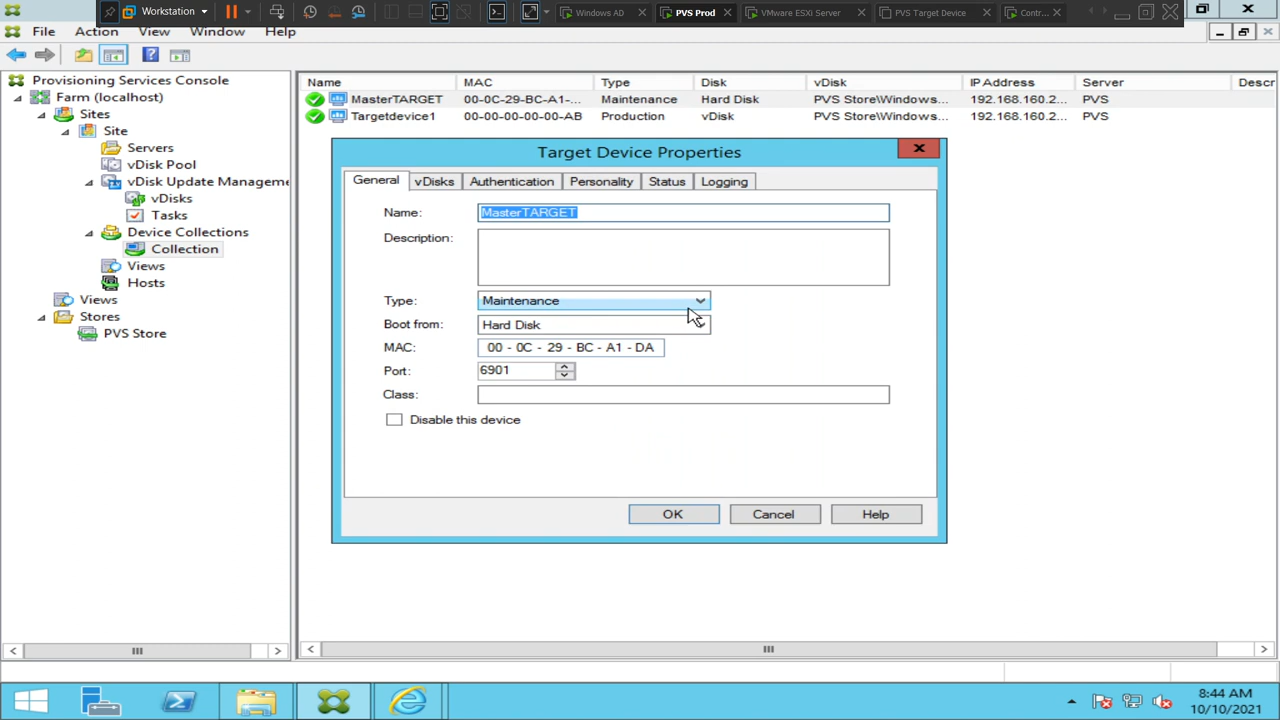 Workstation
Windows AD
PVS Prod
VMware ESXi Server
PVS Target Device
Contr...
File Action View Window Help
Provisioning Services Console
Farm (localhost)
Sites
Site
Servers
vDisk Pool
vDisk Update Manageme
vDisks
Tasks
Device Collections
Collection
Views
Hosts
Views
Stores
PVS Store
Name MAC Type Disk vDisk IP Address Server Descr
MasterTARGET 00-0C-29-BC-A1-... Maintenance Hard Disk PVS Store\Windows... 192.168.160.2... PVS
Targetdevice1 00-00-00-00-00-AB Production vDisk PVS Store\Windows... 192.168.160.2... PVS
Target Device Properties
General vDisks Authentication Personality Status Logging
Name: MasterTARGET
Description:
Type: Maintenance
Boot from: Hard Disk
MAC: 00 - 0C - 29 - BC - A1 - DA
Port: 6901
Class:
Disable this device
OK Cancel Help
8:44 AM
10/10/2021